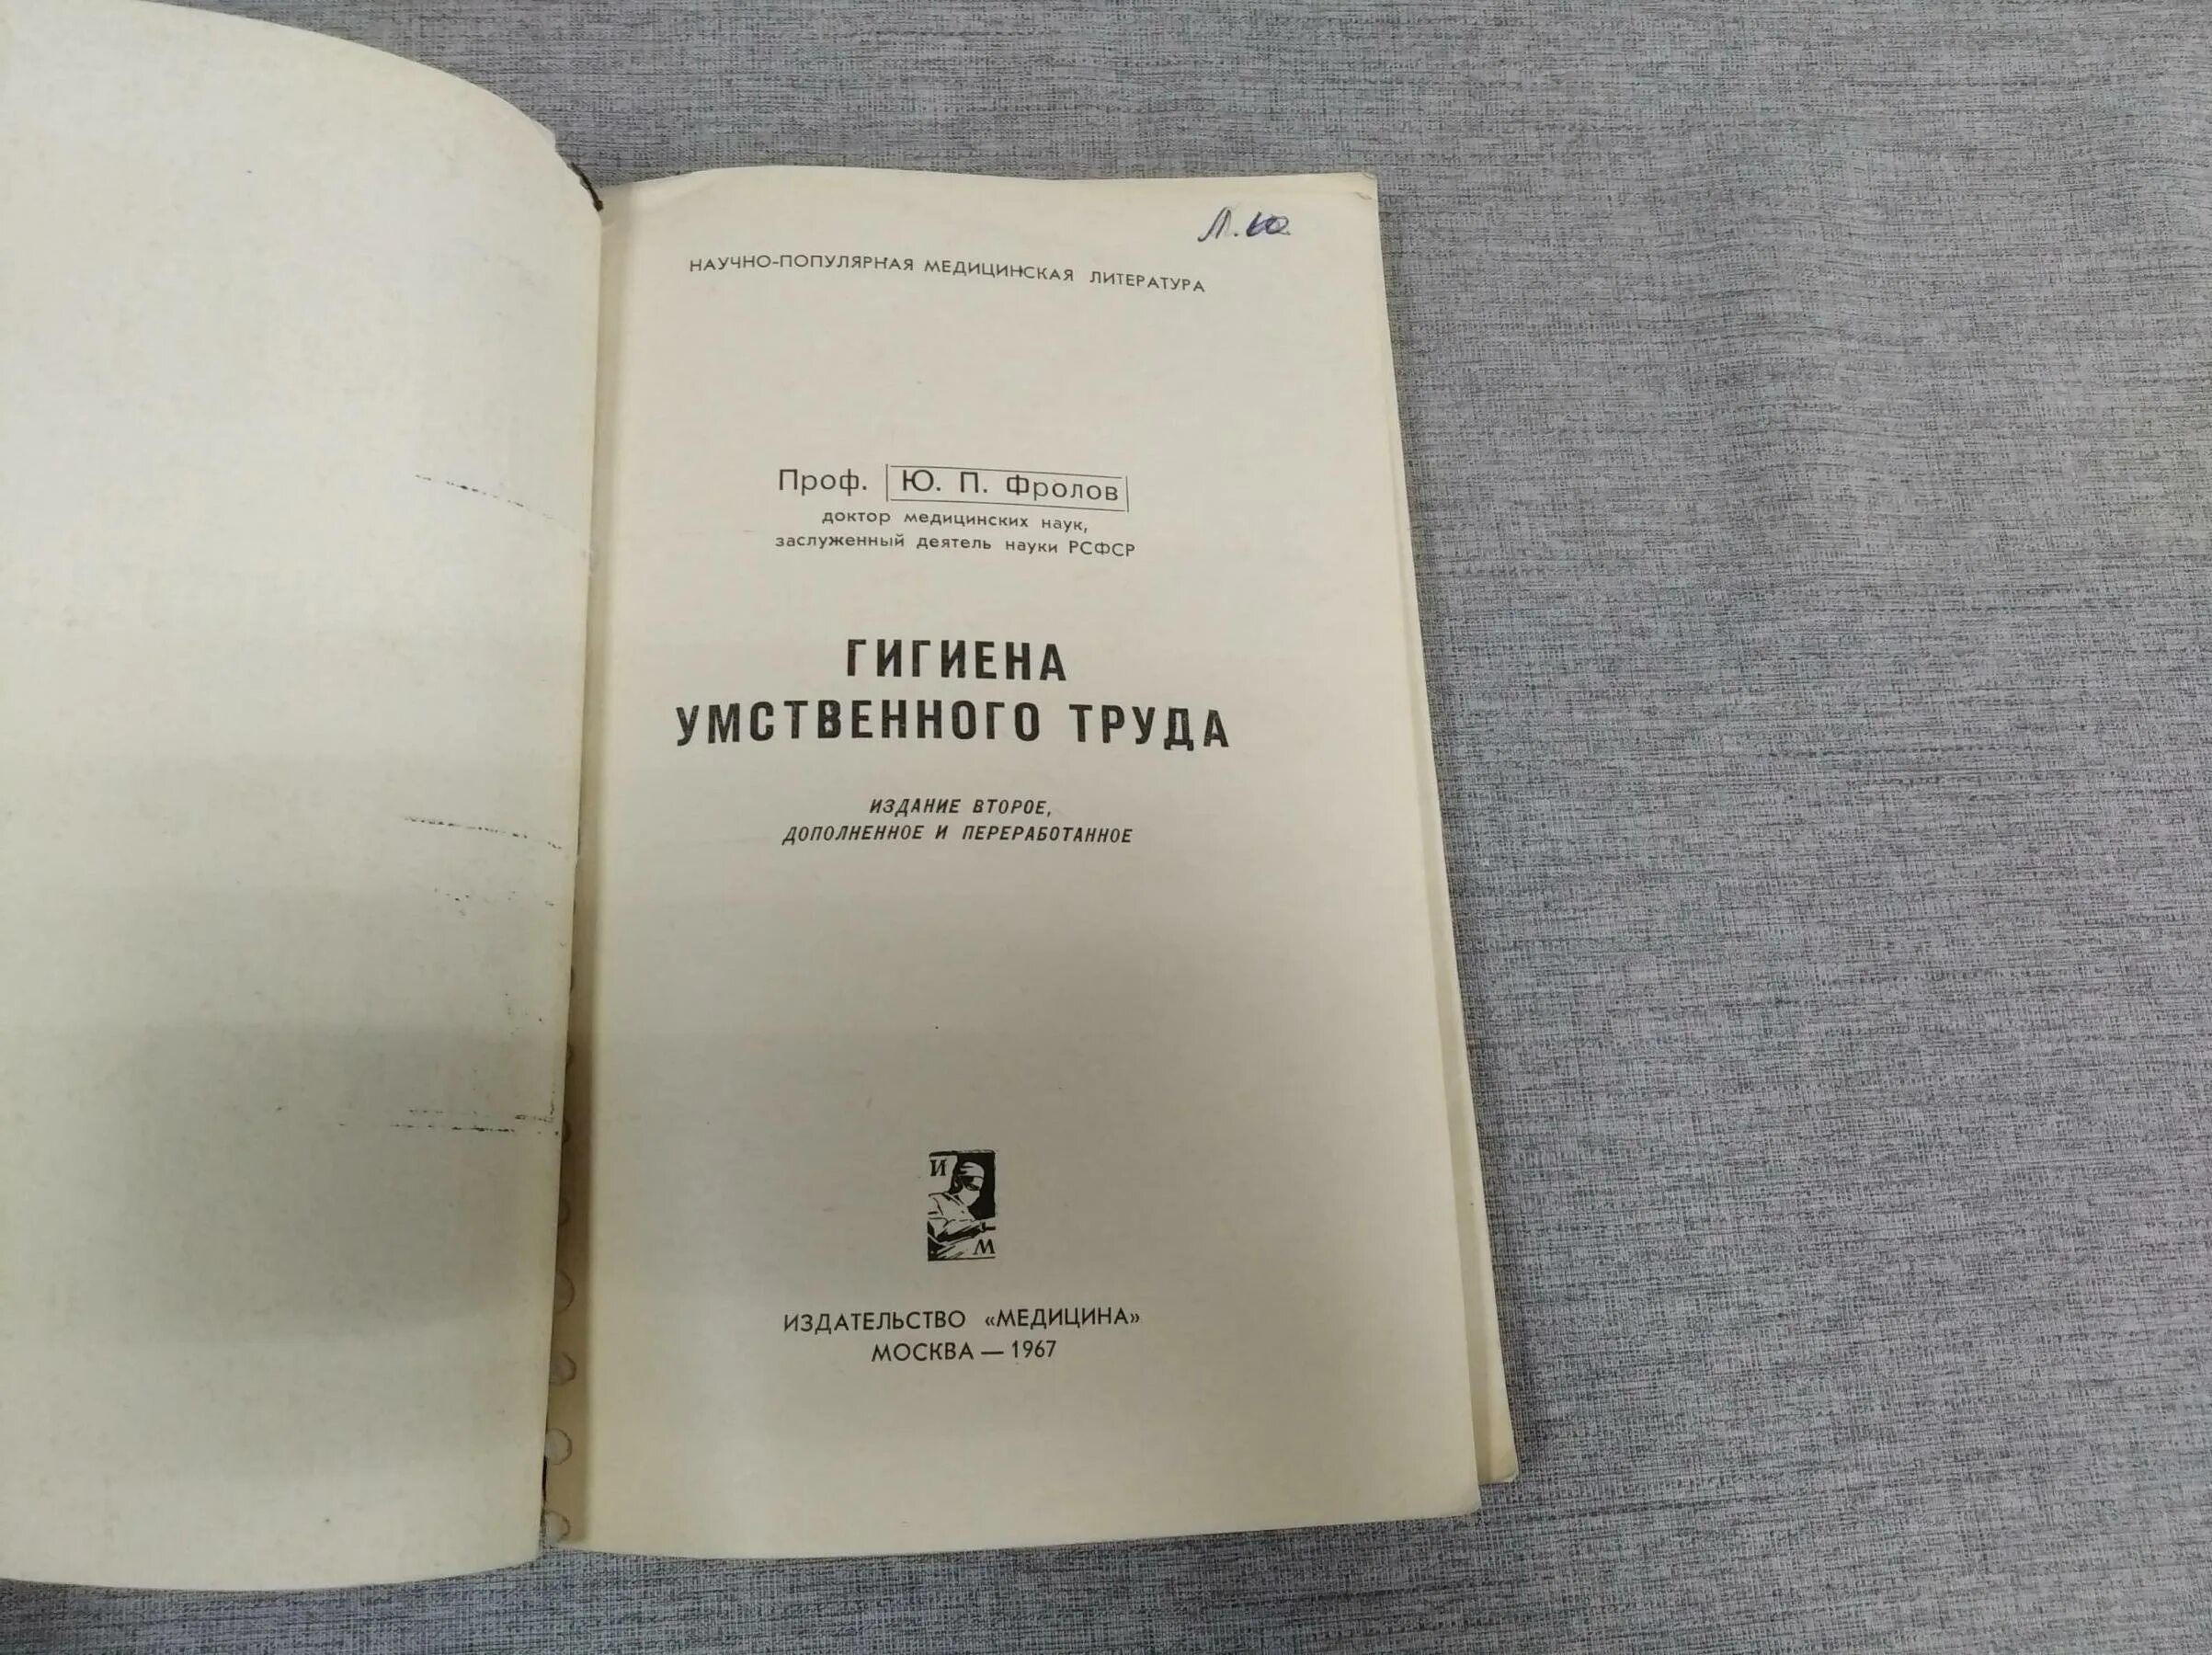 НАУЧНО-ПОПУЛЯРНАЯ МЕДИЦИНСКАЯ ЛИТЕРАТУРА
Проф. Ю. П. Фролов
доктор медицинских наук,
заслуженный деятель науки РСФСР
ГИГИЕНА
УМСТВЕННОГО ТРУДА
ИЗДАНИЕ ВТОРОЕ,
ДОПОЛНЕННОЕ И ПЕРЕРАБОТАННОЕ
И
М
ИЗДАТЕЛЬСТВО «МЕДИЦИНА»
МОСКВА — 1967